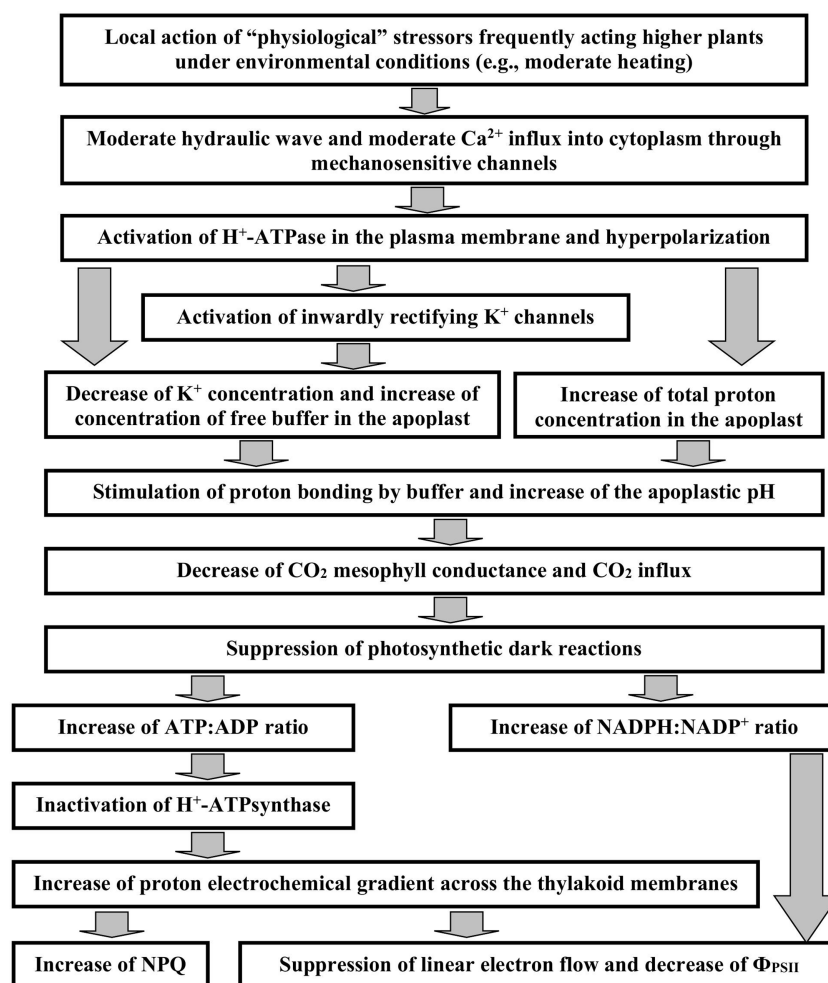 Local action of “physiological” stressors frequently acting higher plants
under environmental conditions (e.g., moderate heating)
Moderate hydraulic wave and moderate Ca²⁺ influx into cytoplasm through
mechanosensitive channels
Activation of H⁺-ATPase in the plasma membrane and hyperpolarization
Activation of inwardly rectifying K⁺ channels
Decrease of K⁺ concentration and increase of
concentration of free buffer in the apoplast
Increase of total proton
concentration in the apoplast
Stimulation of proton bonding by buffer and increase of the apoplastic pH
Decrease of CO₂ mesophyll conductance and CO₂ influx
Suppression of photosynthetic dark reactions
Increase of ATP:ADP ratio
Increase of NADPH:NADP⁺ ratio
Inactivation of H⁺-ATPsynthase
Increase of proton electrochemical gradient across the thylakoid membranes
Increase of NPQ
Suppression of linear electron flow and decrease of Φ_PSII